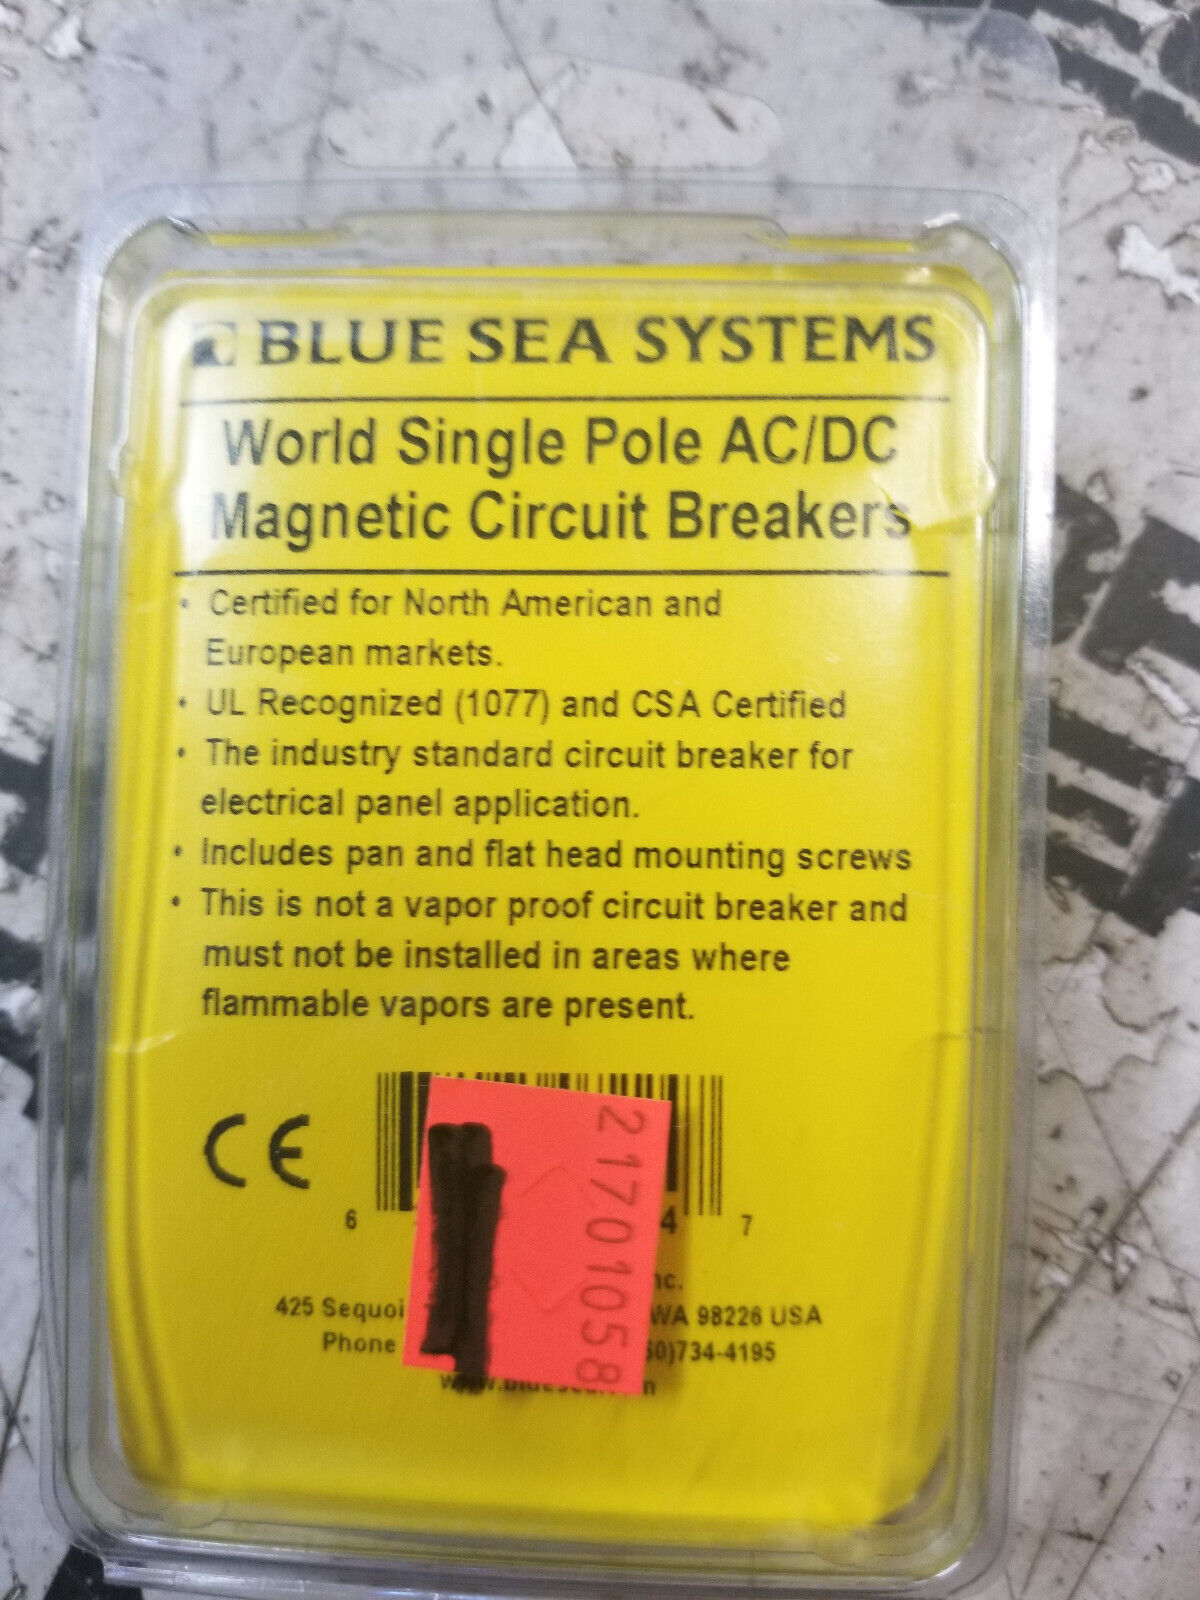 BLUE SEA SYSTEMS
World Single Pole AC/DC
Magnetic Circuit Breakers
• Certified for North American and
European markets.
• UL Recognized (1077) and CSA Certified
• The industry standard circuit breaker for
electrical panel application.
• Includes pan and flat head mounting screws
• This is not a vapor proof circuit breaker and
must not be installed in areas where
flammable vapors are present.
CE
21701058
6 4 7
nc.
425 Sequoi WA 98226 USA
Phone 60)734-4195